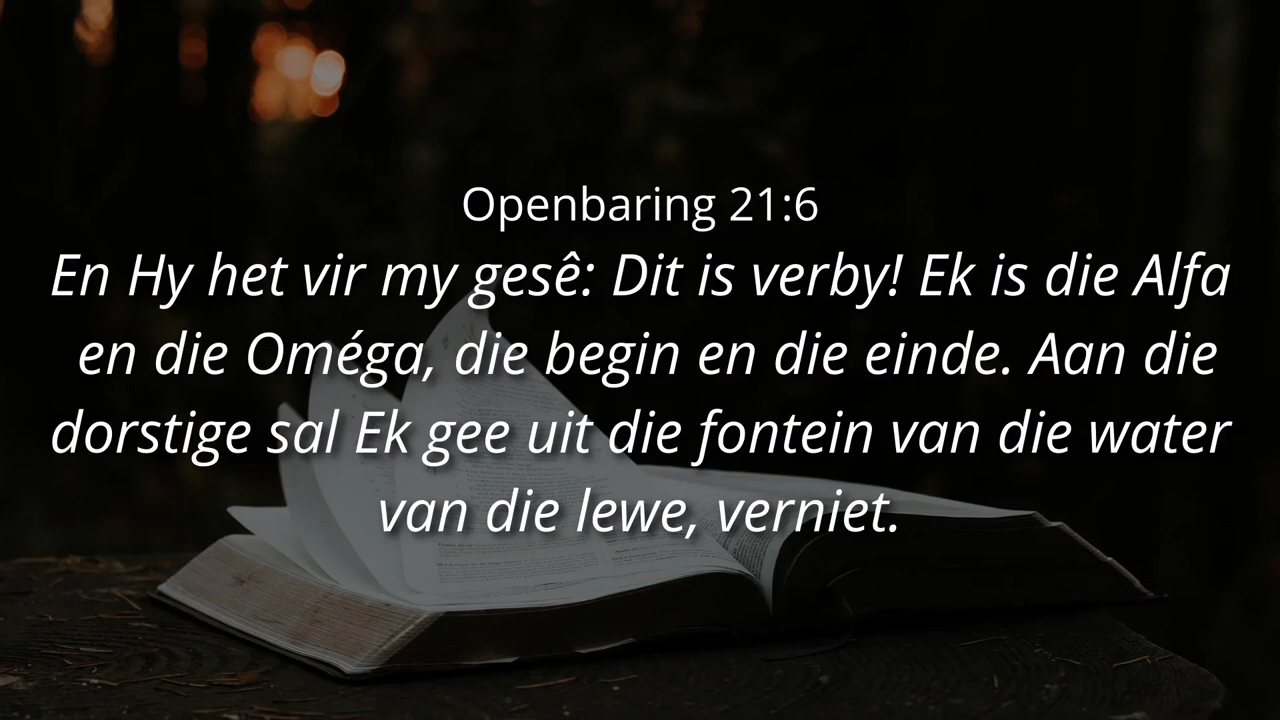 Openbaring 21:6
En Hy het vir my gesê: Dit is verby! Ek is die Alfa
en die Oméga, die begin en die einde. Aan die
dorstige sal Ek gee uit die fontein van die water
van die lewe, verniet.